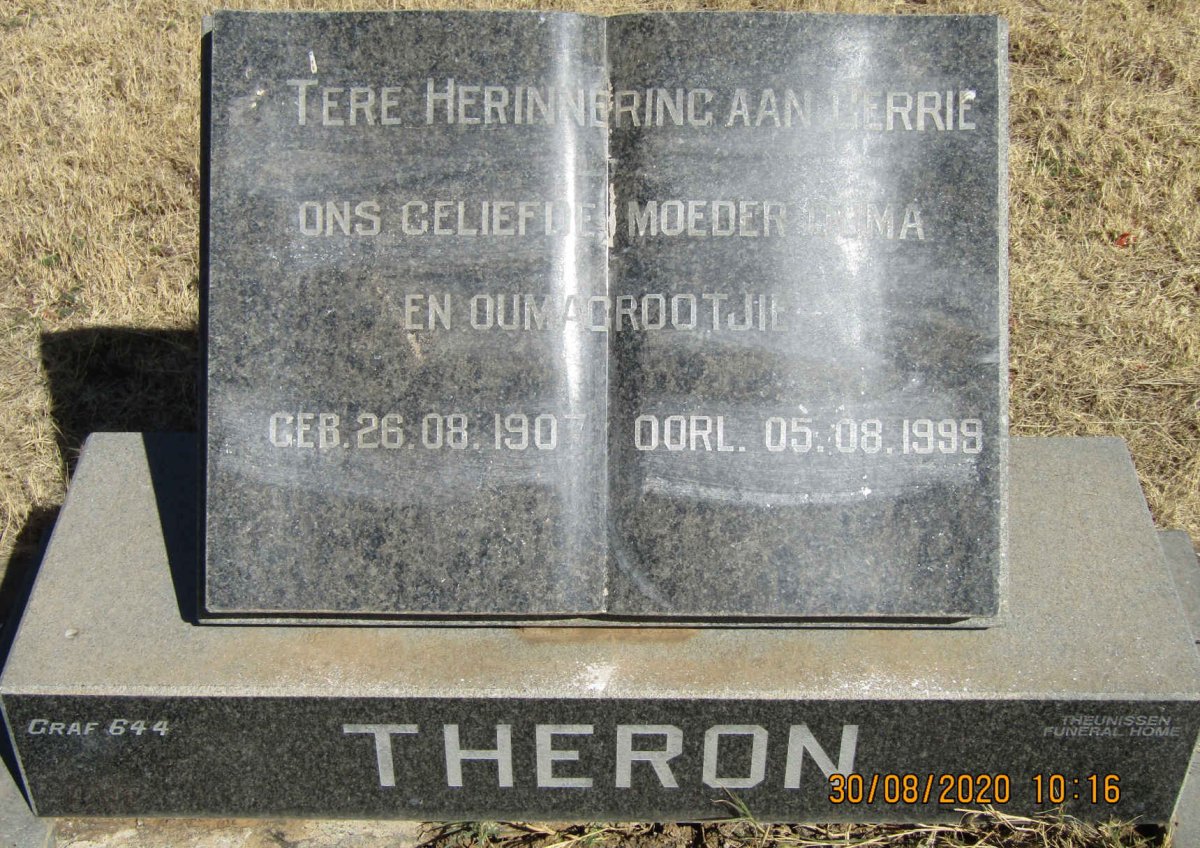 TERE HERINNERING AAN GERRIE
ONS GELIEFDE MOEDER OUMA
EN OUMAGROOTJIE
GEB. 26.08.1907 OORL. 05.08.1999
GRAF 644
THERON
THEUNISSEN
FUNERAL HOME
30/08/2020 10:16